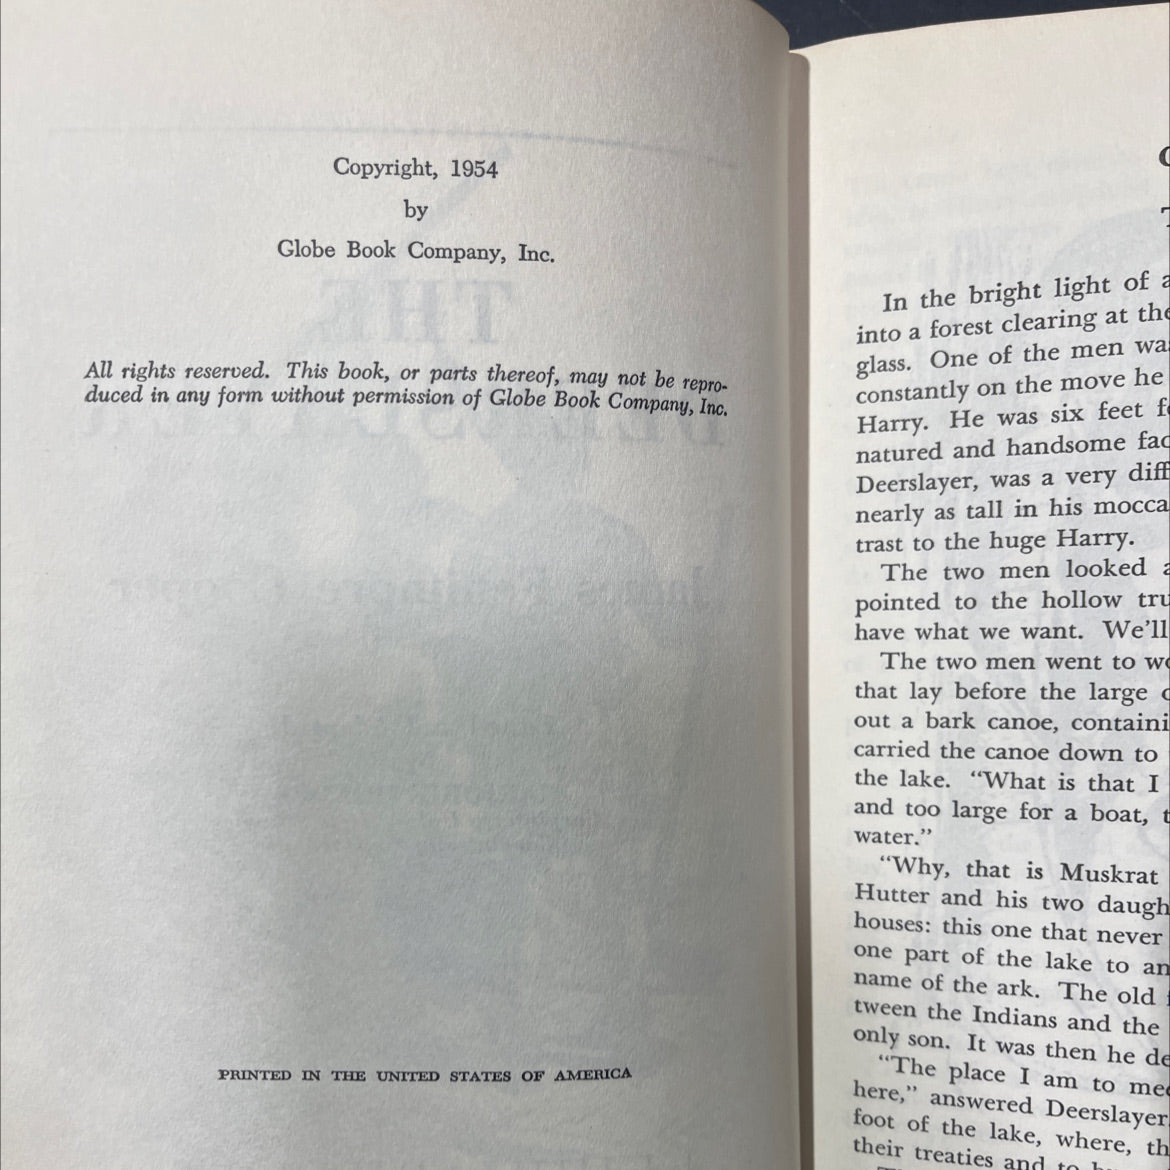 Copyright, 1954
by
Globe Book Company, Inc.
All rights reserved. This book, or parts thereof, may not be repro-
duced in any form without permission of Globe Book Company, Inc.
PRINTED IN THE UNITED STATES OF AMERICA
In the bright light of a
into a forest clearing at the
glass. One of the men wa
constantly on the move he
Harry. He was six feet f
natured and handsome fac
Deerslayer, was a very diff
nearly as tall in his mocca
trast to the huge Harry.
The two men looked a
pointed to the hollow tru
have what we want. We'll
The two men went to wo
that lay before the large
out a bark canoe, containi
carried the canoe down to
the lake. "What is that I
and too large for a boat, t
water."
"Why, that is Muskrat
Hutter and his two daugh
houses: this one that never
one part of the lake to an
name of the ark. The old
tween the Indians and the
only son. It was then he de
"The place I am to mee
here," answered Deerslayer
foot of the lake, where, th
their treaties and to